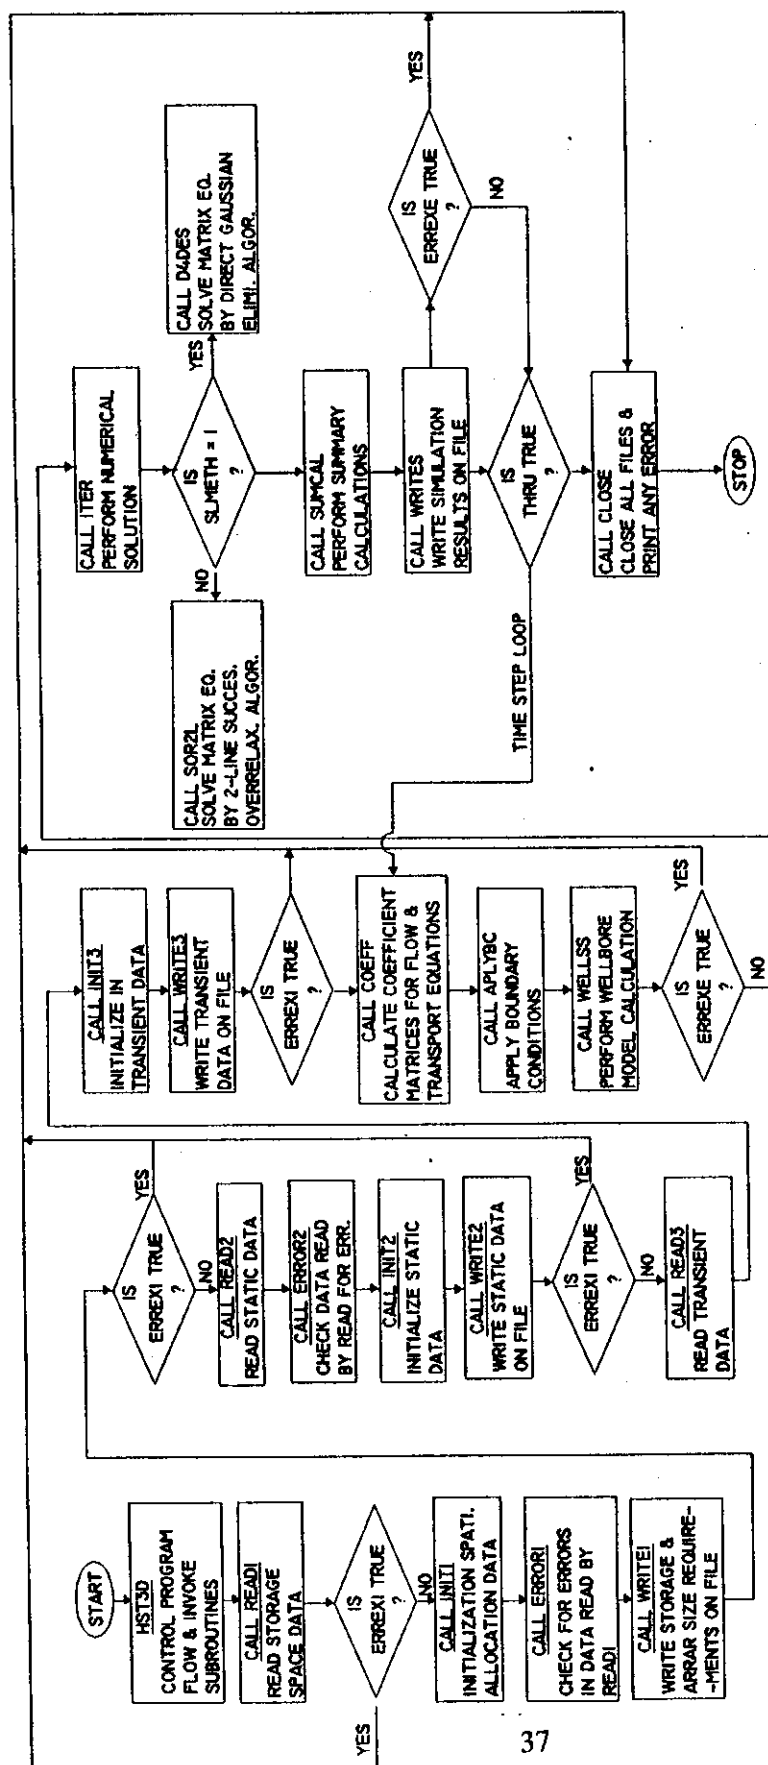 START
HST3D
CONTROL PROGRAM
FLOW & INVOKE
SUBROUTINES
CALL READ1
READ STORAGE
SPACE DATA
IS
ERREXI TRUE
?
YES
NO
CALL INIT1
INITIALIZATION SPATI.
ALLOCATION DATA
CALL ERROR1
CHECK FOR ERRORS
IN DATA READ BY
READ1
CALL WRITE1
WRITE STORAGE &
ARRAR SIZE REQUIRE-
-MENTS ON FILE
IS
ERREXI TRUE
?
YES
NO
CALL READ2
READ STATIC DATA
CALL ERROR2
CHECK DATA READ
BY READ FOR ERR.
CALL INIT2
INITIALIZE STATIC
DATA
CALL WRITE2
WRITE STATIC DATA
ON FILE
IS
ERREXI TRUE
?
YES
NO
CALL READ3
READ TRANSIENT
DATA
CALL INIT3
INITIALIZE IN
TRANSIENT DATA
CALL WRITE3
WRITE TRANSIENT
DATA ON FILE
IS
ERREXI TRUE
?
CALL COEFF
CALCULATE COEFFICIENT
MATRICES FOR FLOW &
TRANSPORT EQUATIONS
CALL APLYBC
APPLY BOUNDARY
CONDITIONS
CALL WELLSS
PERFORM WELLBORE
MODEL CALCULATION
IS
ERREXE TRUE
?
YES
NO
CALL ITER
PERFORM NUMERICAL
SOLUTION
IS
SLMETH = 1
?
NO
YES
CALL SOR2L
SOLVE MATRIX EQ.
BY 2-LINE SUCCES.
OVERRELAX. ALGOR.
CALL D4DES
SOLVE MATRIX EQ.
BY DIRECT GAUSSIAN
ELIMI. ALGOR.
CALL SUMCAL
PERFORM SUMMARY
CALCULATIONS
CALL WRITES
WRITE SIMULATION
RESULTS ON FILE
IS
ERREXE TRUE
?
YES
NO
IS
THRU TRUE
?
TIME STEP LOOP
CALL CLOSE
CLOSE ALL FILES &
PRINT ANY ERROR
STOP
37